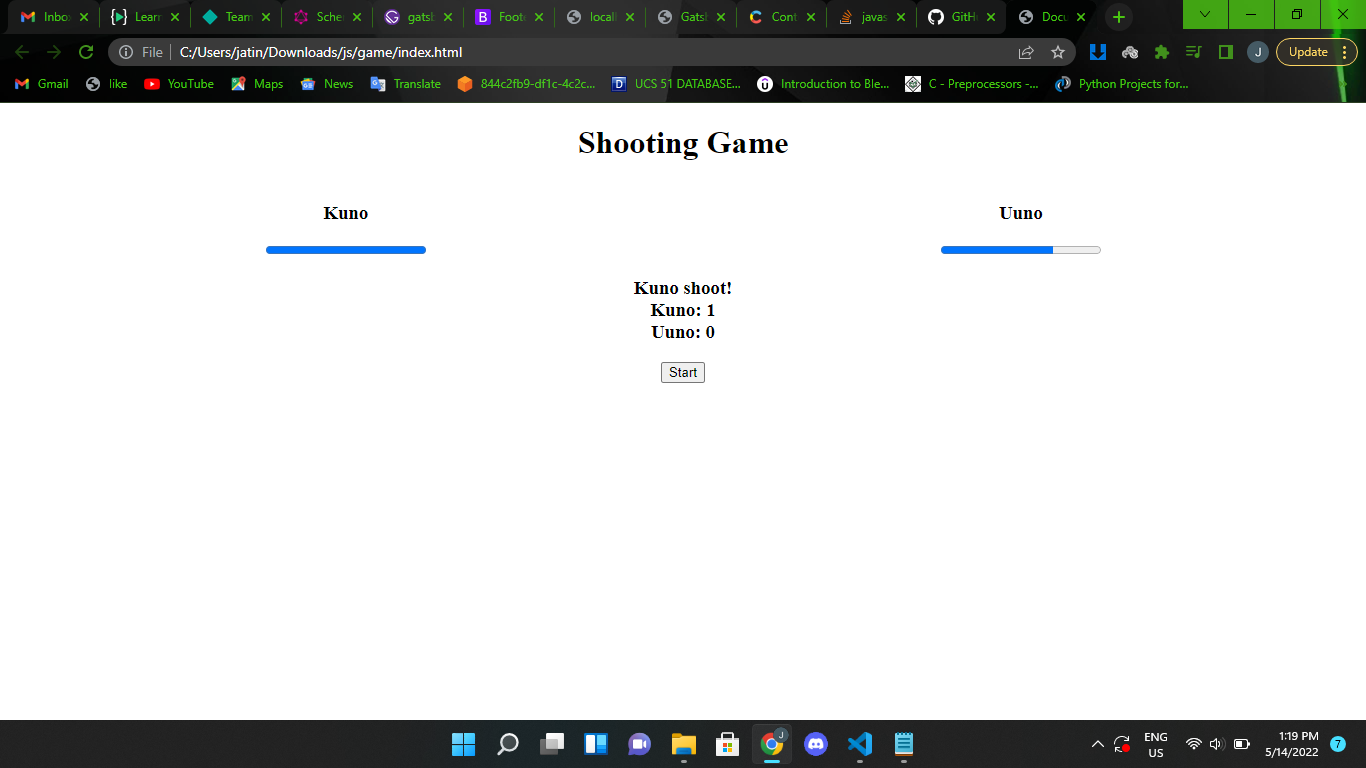 Inbox Learn Team Scher gatsb Foote locall Gatsb Cont javas GitHu Docu
File C:/Users/jatin/Downloads/js/game/index.html J Update
Gmail like YouTube Maps News Translate 844c2fb9-df1c-4c2c... UCS 51 DATABASE... Introduction to Ble... C - Preprocessors -... Python Projects for...
Shooting Game
Kuno Uuno
Kuno shoot!
Kuno: 1
Uuno: 0
Start
ENG 1:19 PM
US 5/14/2022 7